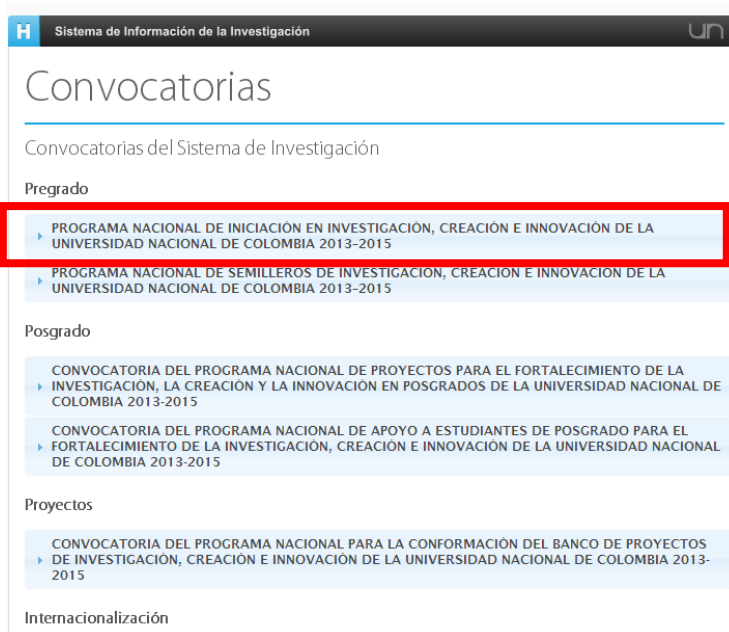 H Sistema de Información de la Investigación un
Convocatorias
Convocatorias del Sistema de Investigación
Pregrado
PROGRAMA NACIONAL DE INICIACIÓN EN INVESTIGACIÓN, CREACIÓN E INNOVACIÓN DE LA
UNIVERSIDAD NACIONAL DE COLOMBIA 2013-2015
PROGRAMA NACIONAL DE SEMILLEROS DE INVESTIGACIÓN, CREACIÓN E INNOVACIÓN DE LA
UNIVERSIDAD NACIONAL DE COLOMBIA 2013-2015
Posgrado
CONVOCATORIA DEL PROGRAMA NACIONAL DE PROYECTOS PARA EL FORTALECIMIENTO DE LA
INVESTIGACIÓN, LA CREACIÓN Y LA INNOVACIÓN EN POSGRADOS DE LA UNIVERSIDAD NACIONAL DE
COLOMBIA 2013-2015
CONVOCATORIA DEL PROGRAMA NACIONAL DE APOYO A ESTUDIANTES DE POSGRADO PARA EL
FORTALECIMIENTO DE LA INVESTIGACIÓN, CREACIÓN E INNOVACIÓN DE LA UNIVERSIDAD NACIONAL
DE COLOMBIA 2013-2015
Proyectos
CONVOCATORIA DEL PROGRAMA NACIONAL PARA LA CONFORMACIÓN DEL BANCO DE PROYECTOS
DE INVESTIGACIÓN, CREACIÓN E INNOVACIÓN DE LA UNIVERSIDAD NACIONAL DE COLOMBIA 2013-
2015
Internacionalización